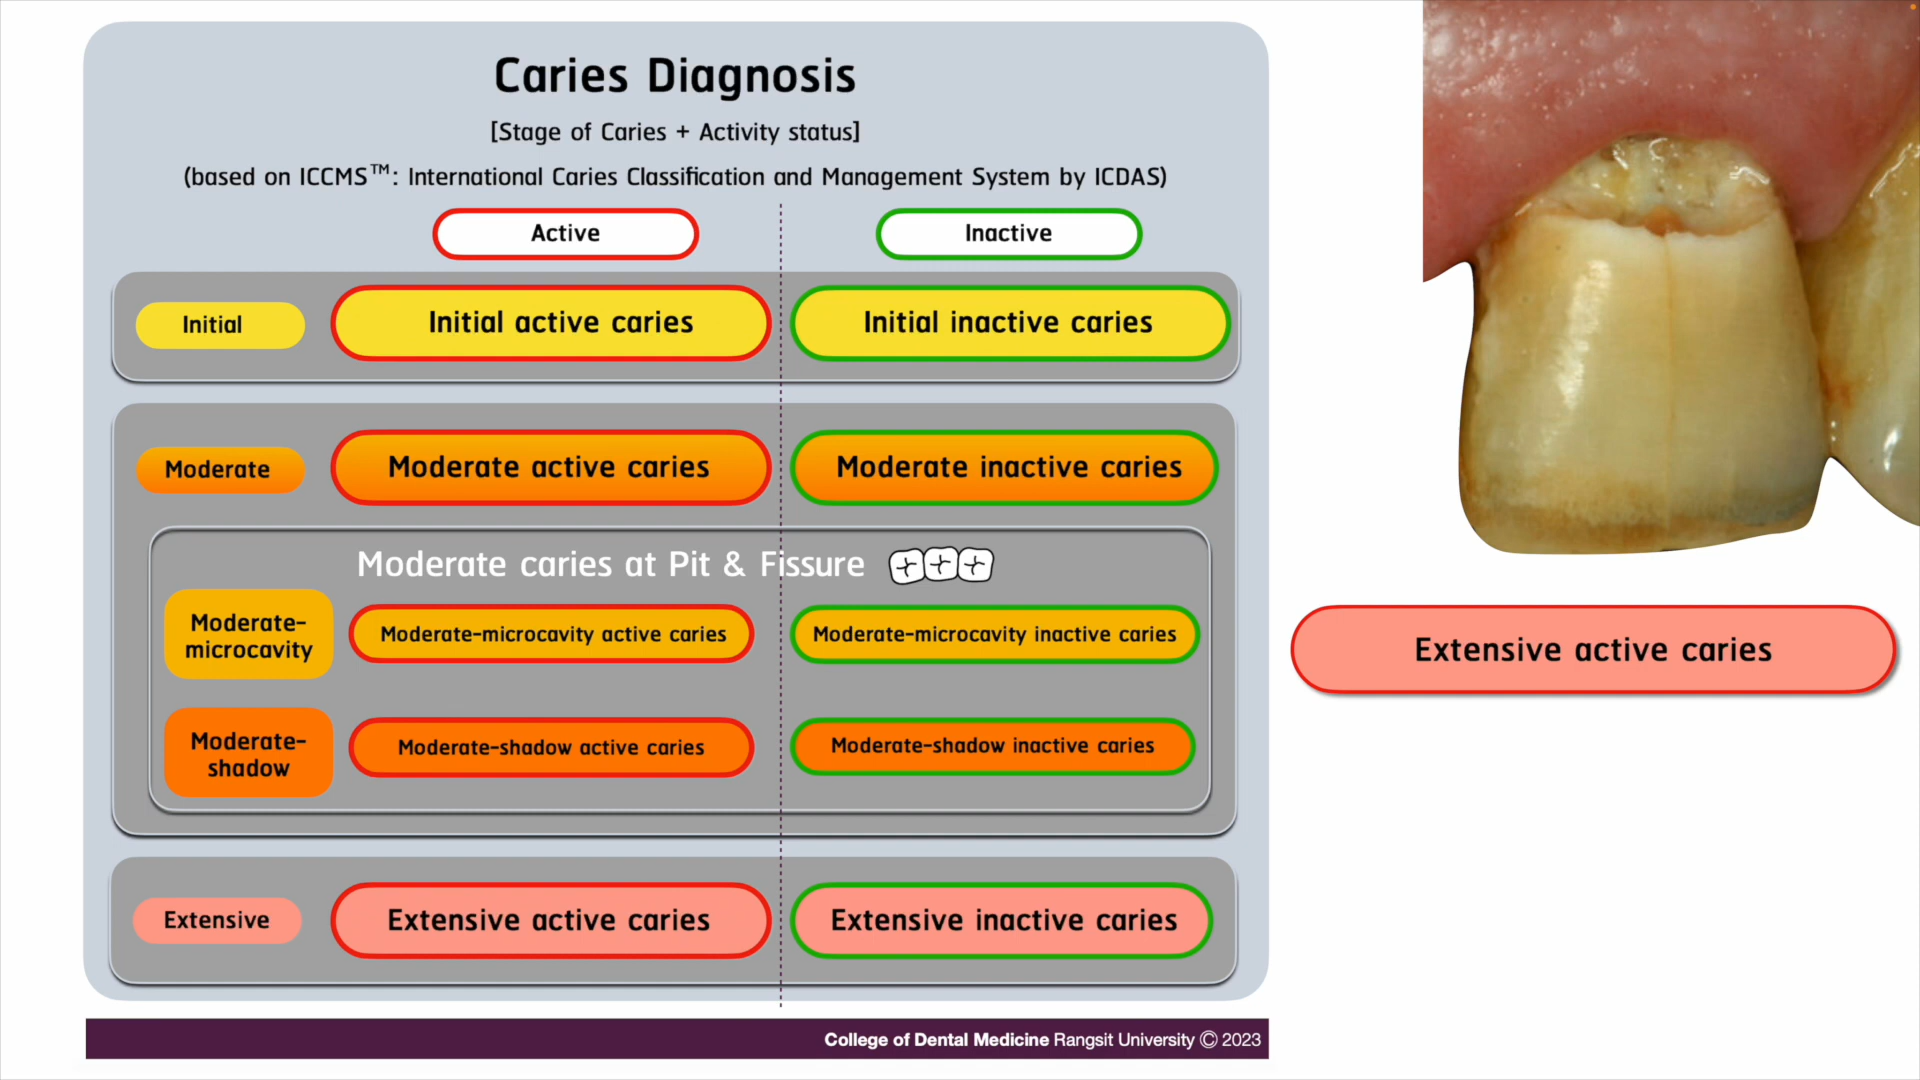 Caries Diagnosis
[Stage of Caries + Activity status]
(based on ICCMS™: International Caries Classification and Management System by ICDAS)
Active
Inactive
Initial
Initial active caries
Initial inactive caries
Moderate
Moderate active caries
Moderate inactive caries
Moderate caries at Pit & Fissure
Moderate-
microcavity
Moderate-microcavity active caries
Moderate-microcavity inactive caries
Moderate-
shadow
Moderate-shadow active caries
Moderate-shadow inactive caries
Extensive
Extensive active caries
Extensive inactive caries
College of Dental Medicine Rangsit University © 2023
Extensive active caries